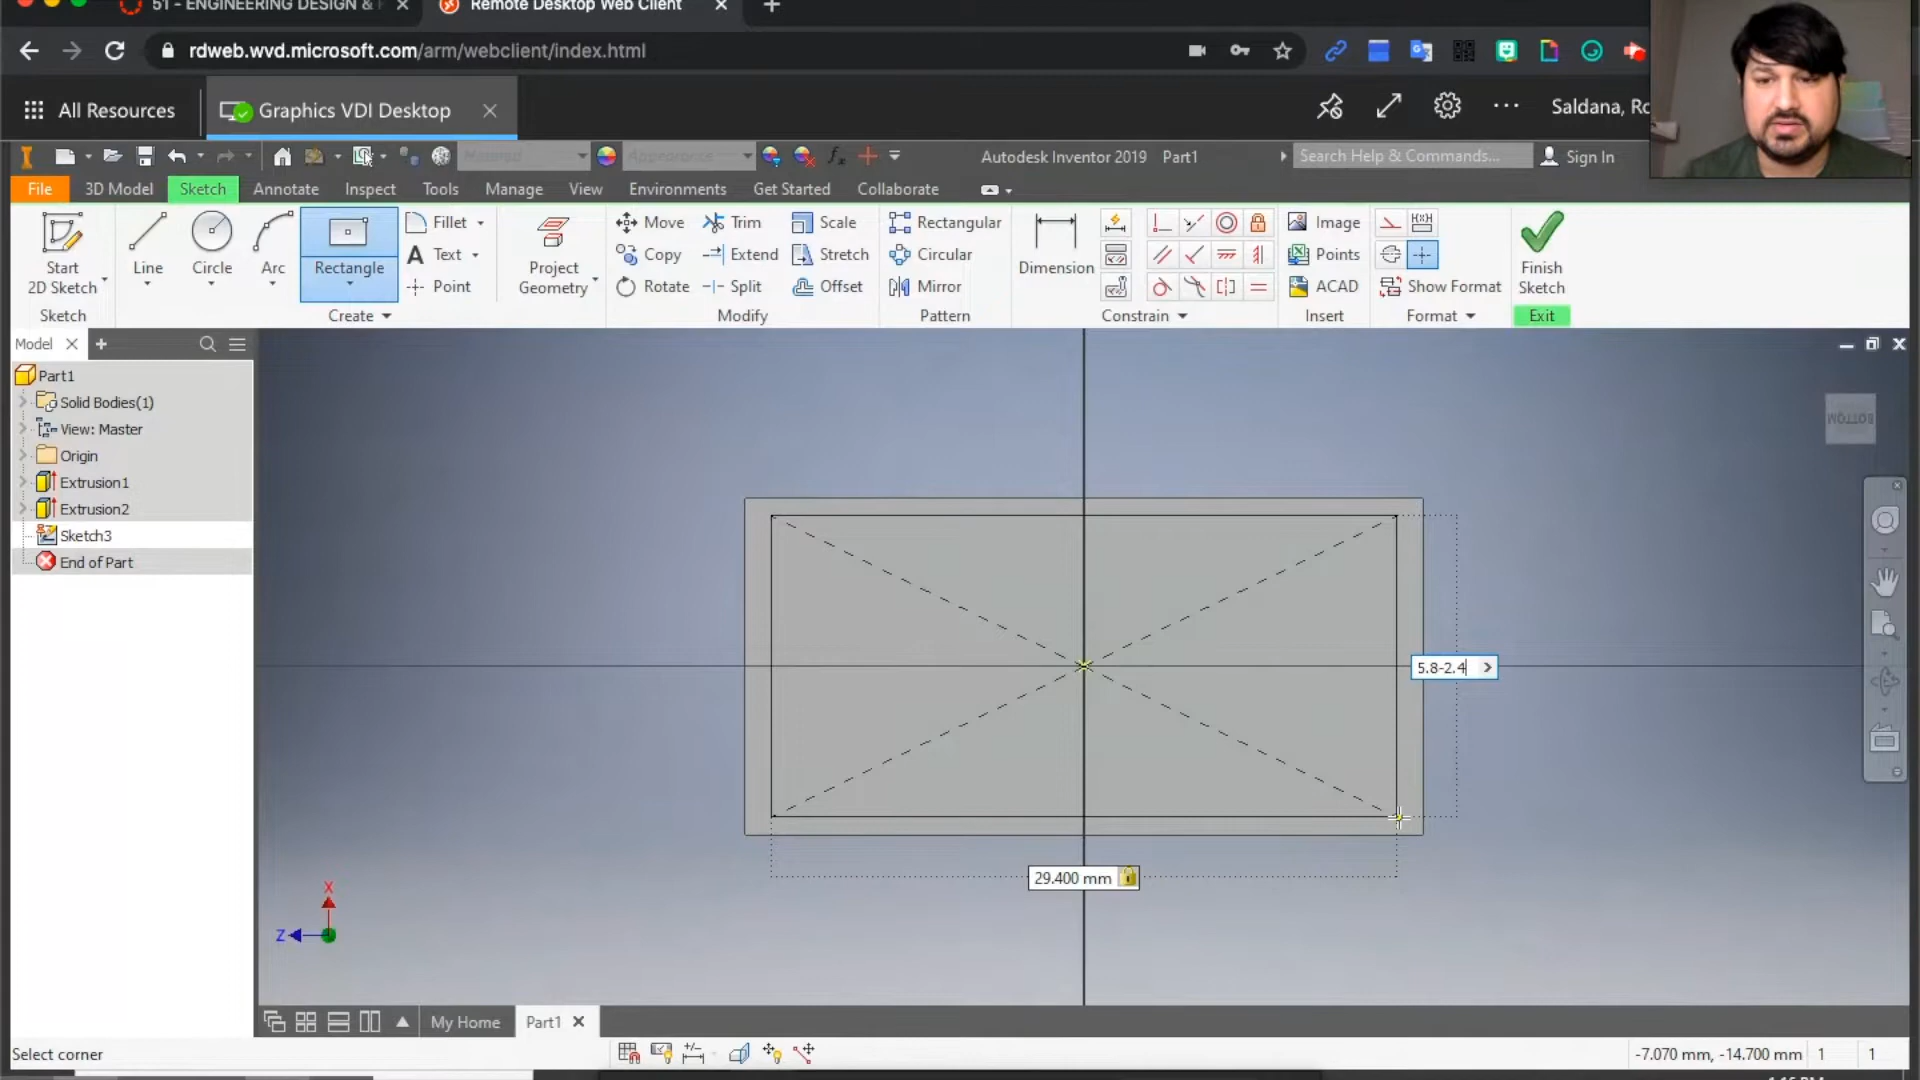 51 - ENGINEERING DESIGN &
Remote Desktop Web Client
rdweb.wvd.microsoft.com/arm/webclient/index.html
All Resources
Graphics VDI Desktop
Saldana, Ro
Material
Appearance
Autodesk Inventor 2019 Part1
Search Help & Commands...
Sign In
File 3D Model Sketch Annotate Inspect Tools Manage View Environments Get Started Collaborate
Start
2D Sketch
Line
Circle
Arc
Rectangle
Fillet
Text
Point
Project
Geometry
Move Trim Scale
Copy Extend Stretch
Rotate Split Offset
Rectangular
Circular
Mirror
Dimension
Image
Points
ACAD
Show Format
Finish
Sketch
Sketch Create Modify Pattern Constrain Insert Format Exit
Model
Part1
Solid Bodies(1)
View: Master
Origin
Extrusion1
Extrusion2
Sketch3
End of Part
BOTTOM
5.8-2.4
29.400 mm
X
Z
My Home Part1
Select corner
-7.070 mm, -14.700 mm 1 1